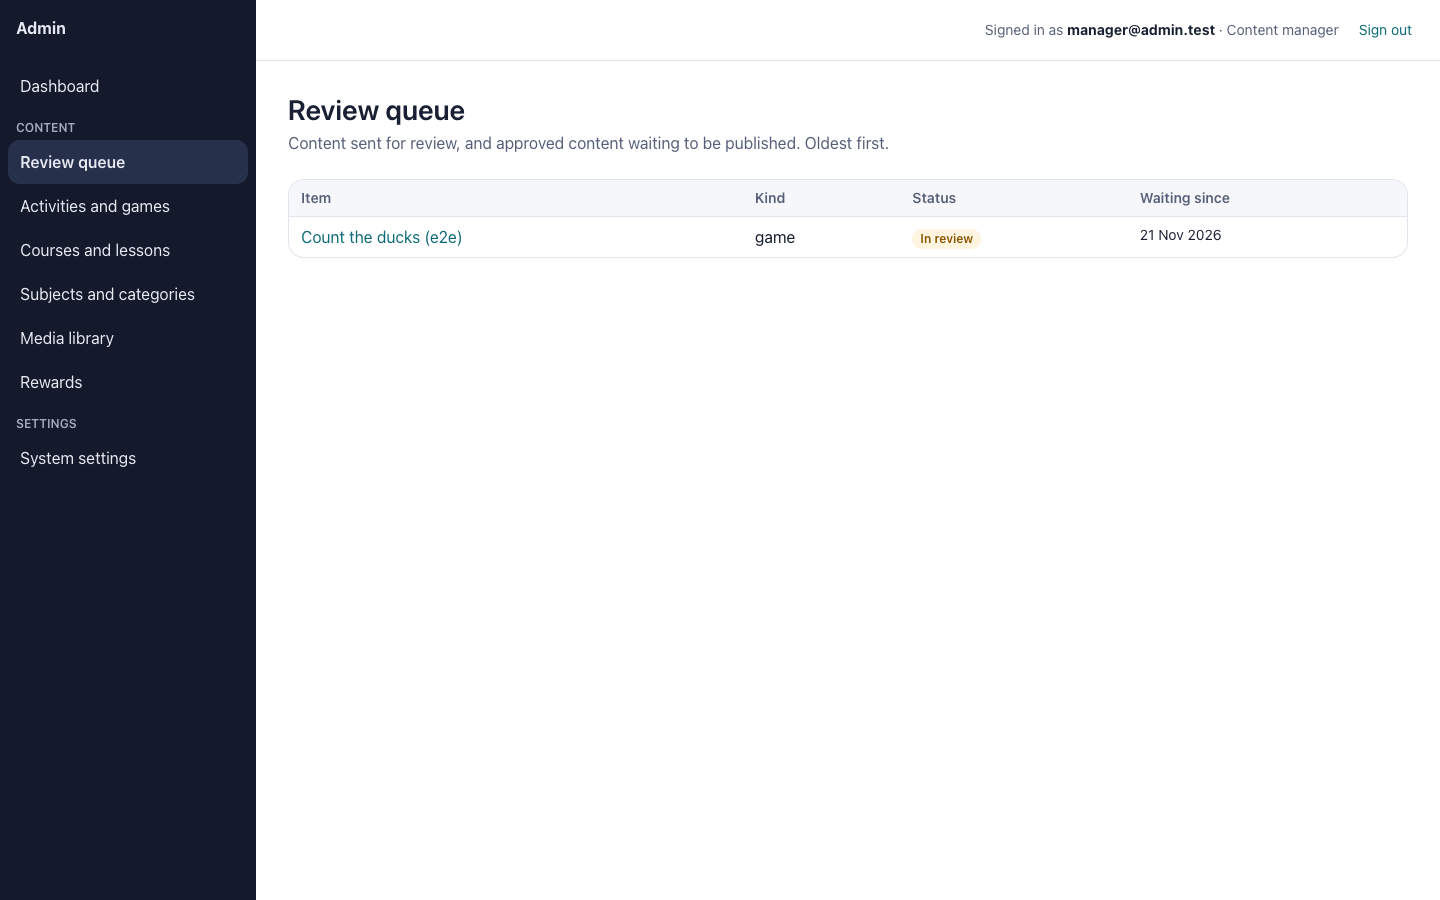 Admin
Signed in as manager@admin.test · Content manager Sign out
Dashboard
CONTENT
Review queue
Activities and games
Courses and lessons
Subjects and categories
Media library
Rewards
SETTINGS
System settings
Review queue
Content sent for review, and approved content waiting to be published. Oldest first.
Item Kind Status Waiting since
Count the ducks (e2e) game In review 21 Nov 2026